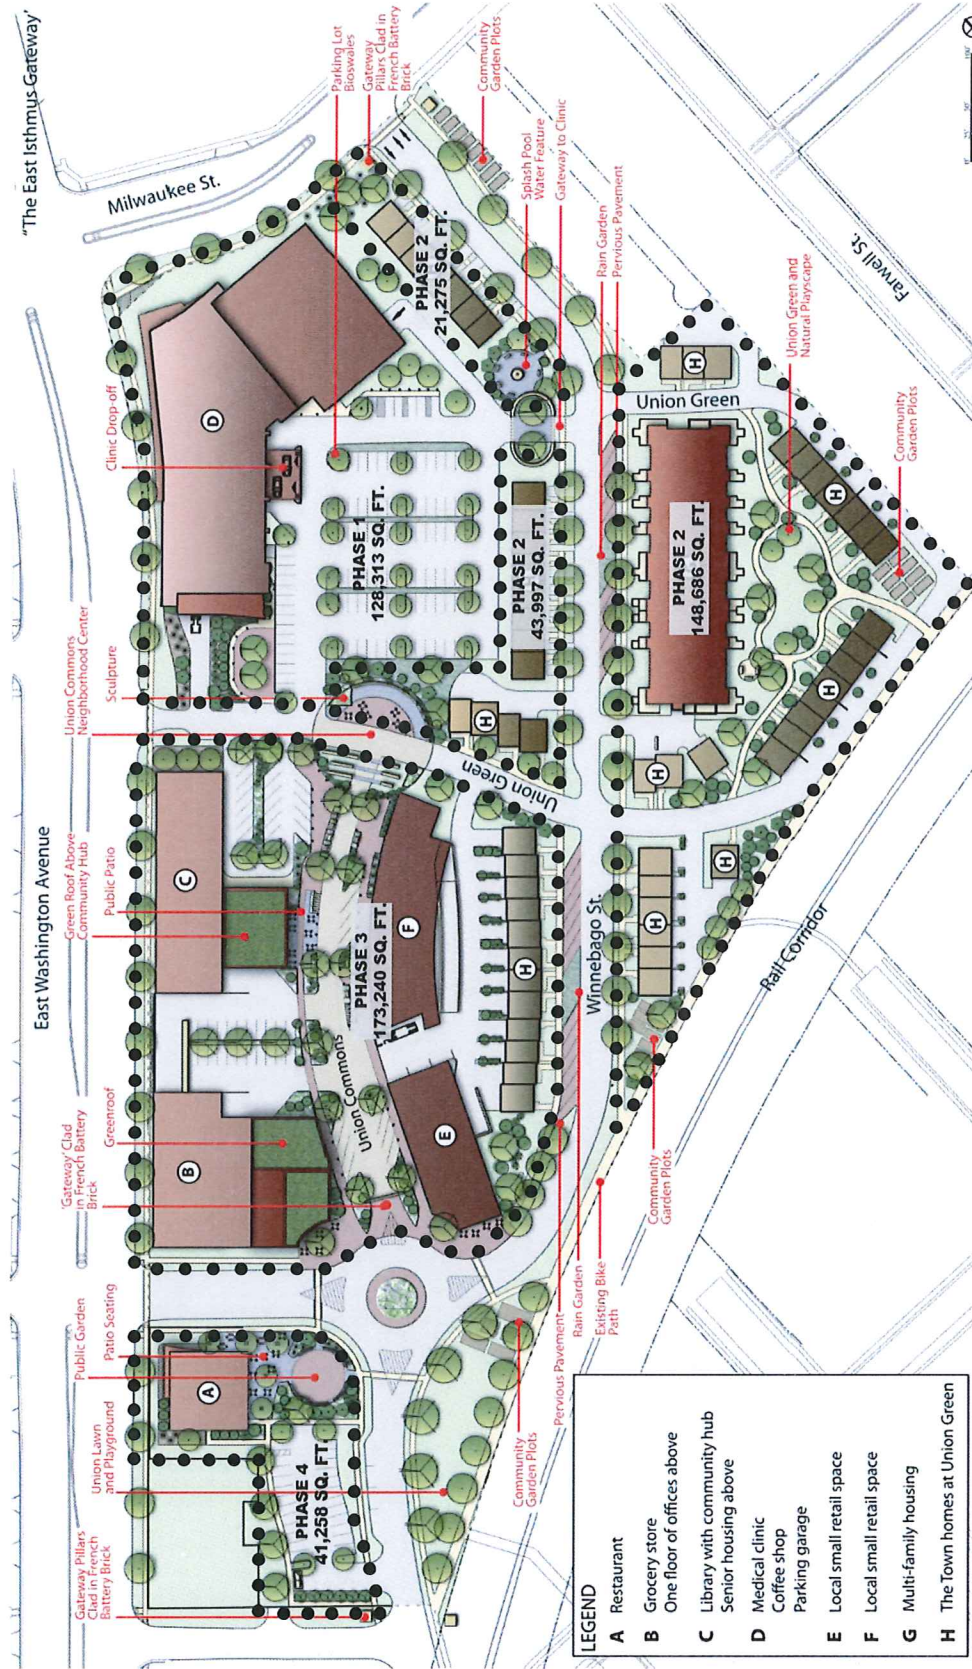 "The East Isthmus Gateway'
East Washington Avenue
Milwaukee St.
Gateway Pillars
Clad in French
Battery Brick
Union Lawn
and Playground
Public Garden
Patio Seating
'Gateway' Clad
in French Battery
Brick
Greenroof
Green Roof Above
Community Hub
Public Patio
Union Commons
Neighborhood Center
Sculpture
Clinic Drop-off
Parking Lot
Bioswales
Gateway
Pillars Clad in
French Battery
Brick
Community
Garden Plots
Splash Pool
Water Feature
Gateway to Clinic
Rain Garden
Pervious Pavement
Farwell St.
Union Green and
Natural Playscape
Community
Garden Plots
A
B
C
D
E
F
H
H
H
H
H
H
H
H
PHASE 4
41,258 SQ. FT.
PHASE 3
173,240 SQ. FT.
Union Commons
PHASE 1
128,313 SQ. FT.
PHASE 2
21,275 SQ. FT.
PHASE 2
43,997 SQ. FT.
PHASE 2
148,686 SQ. FT.
Union Green
Union Green
Winnebago St.
Rail Corridor
Community
Garden Plots
Pervious Pavement
Rain Garden
Existing Bike
Path
Community
Garden Plots
LEGEND
A Restaurant
B Grocery store
One floor of offices above
C Library with community hub
Senior housing above
D Medical clinic
Coffee shop
Parking garage
E Local small retail space
F Local small retail space
G Multi-family housing
H The Town homes at Union Green